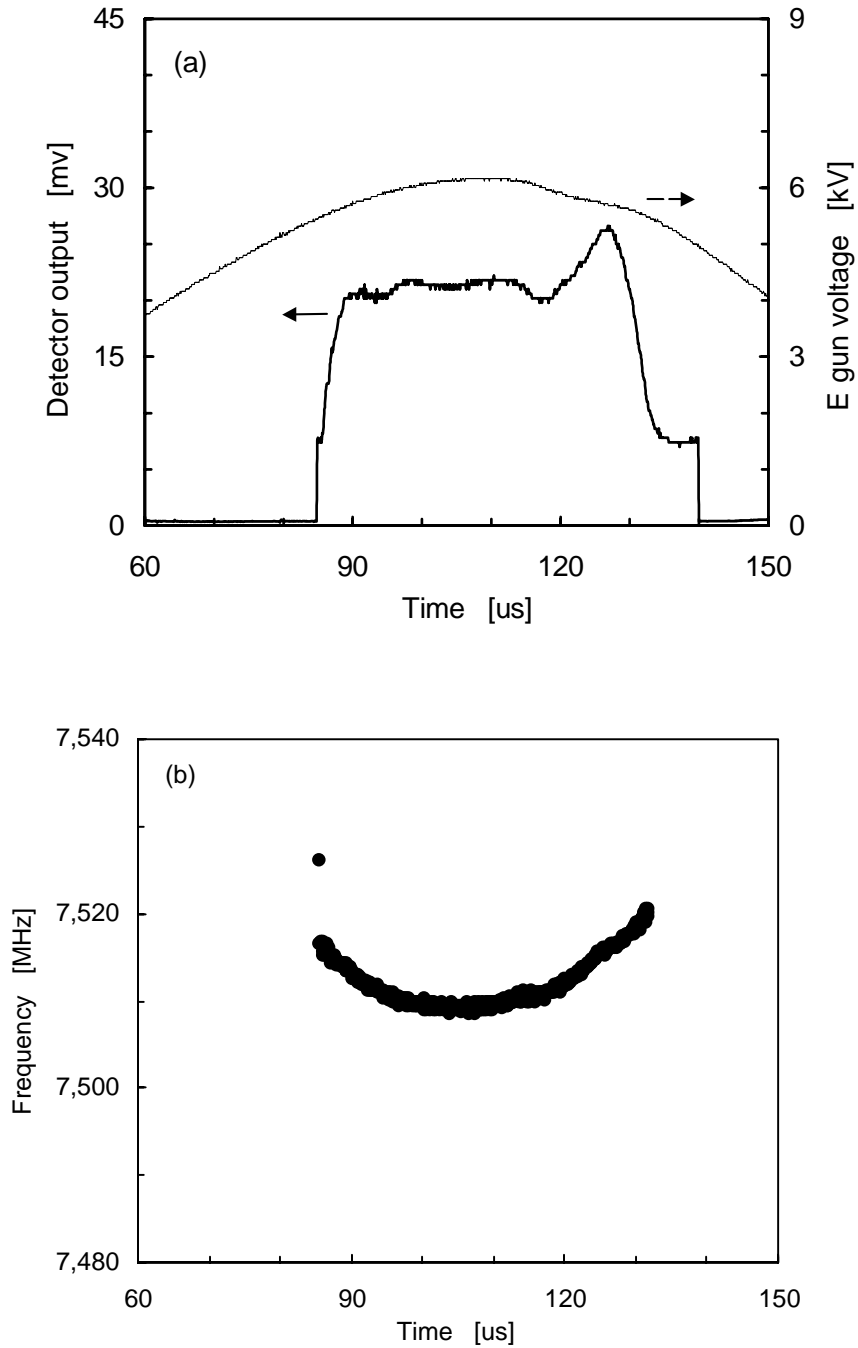 45
30
15
0
Detector output [mv]
(a)
9
6
3
0
E gun voltage [kV]
60
90
120
150
Time [us]
7,540
7,520
7,500
7,480
Frequency [MHz]
(b)
60
90
120
150
Time [us]